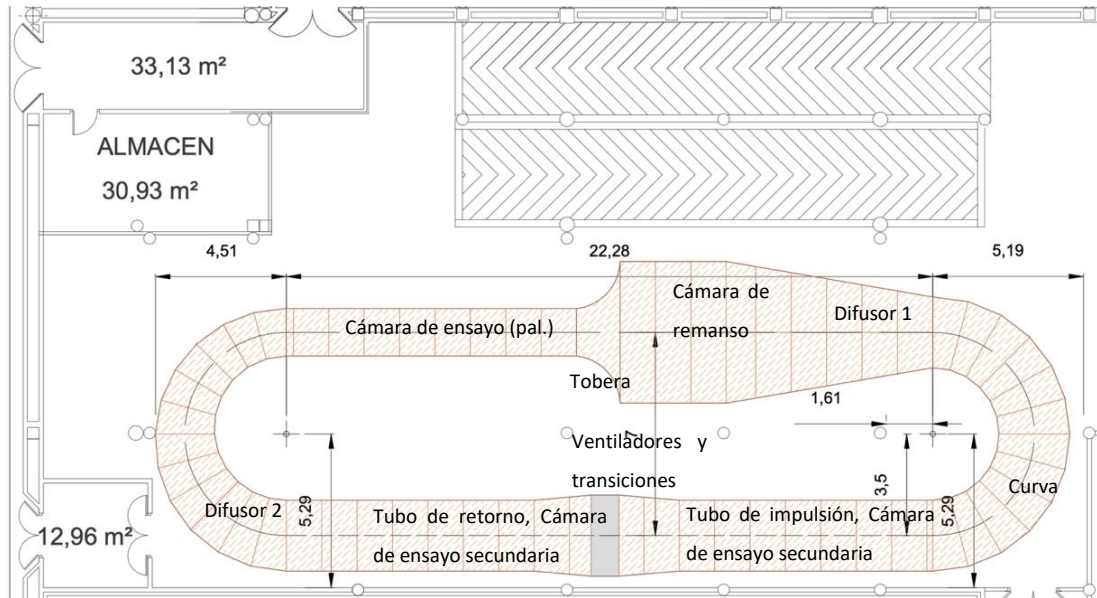 33,13 m²
ALMACEN
30,93 m²
4,51
22,28
5,19
Cámara de
remanso
Difusor 1
Cámara de ensayo (pal.)
Tobera
1,61
7
Ventiladores y
transiciones
3,5
5,29
5,29
Curva
Difusor 2
Tubo de retorno, Cámara
de ensayo secundaria
Tubo de impulsión, Cámara
de ensayo secundaria
12,96 m²